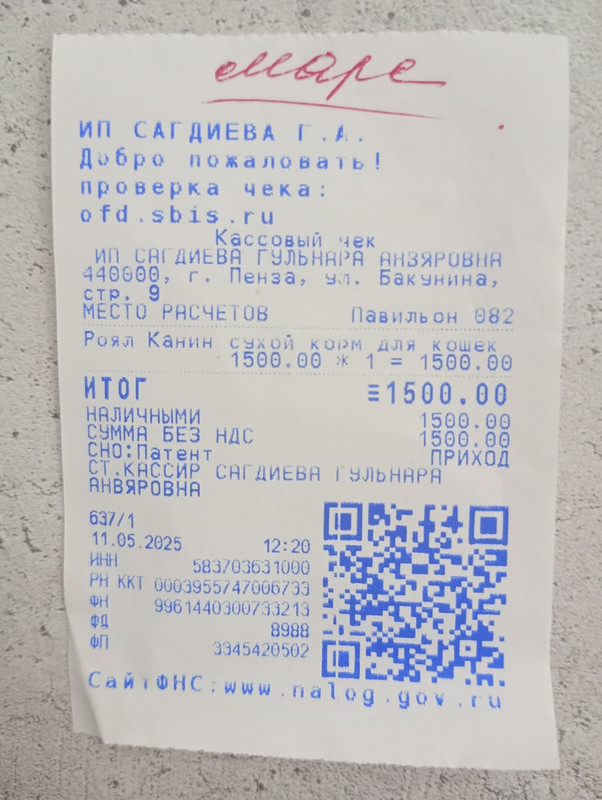 Марс
ИП САГДИЕВА Г.А.
Добро пожаловать!
проверка чека:
ofd.sbis.ru
Кассовый чек
ИП САГДИЕВА ГУЛЬНАРА АНВЯРОВНА
440000, г. Пенза, ул. Бакунина,
стр. 9
МЕСТО РАСЧЕТОВ Павильон 082
Роял Канин сухой корм для кошек
1500.00 * 1 = 1500.00
ИТОГ ≡1500.00
НАЛИЧНЫМИ 1500.00
СУММА БЕЗ НДС 1500.00
СНО:Патент ПРИХОД
СТ.КАССИР САГДИЕВА ГУЛЬНАРА
АНВЯРОВНА
637/1
11.05.2025 12:20
ИНН 583703631000
РН ККТ 0003955747006733
ФН 9961440300733213
ФД 8988
ФП 3345420502
СайтФНС:www.nalog.gov.ru